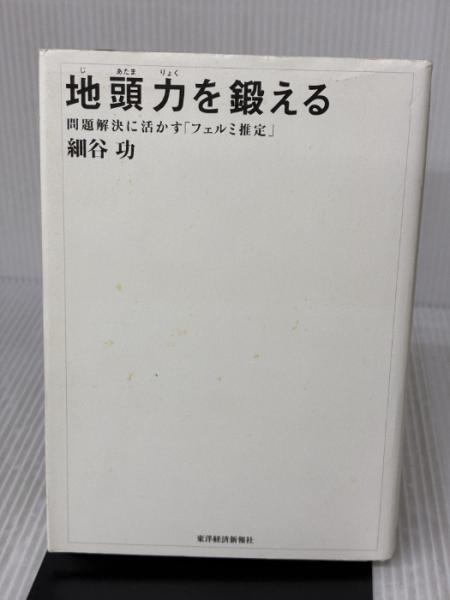 じ あたま りょく
地頭力を鍛える
問題解決に活かす「フェルミ推定」
細谷 功
東洋経済新報社